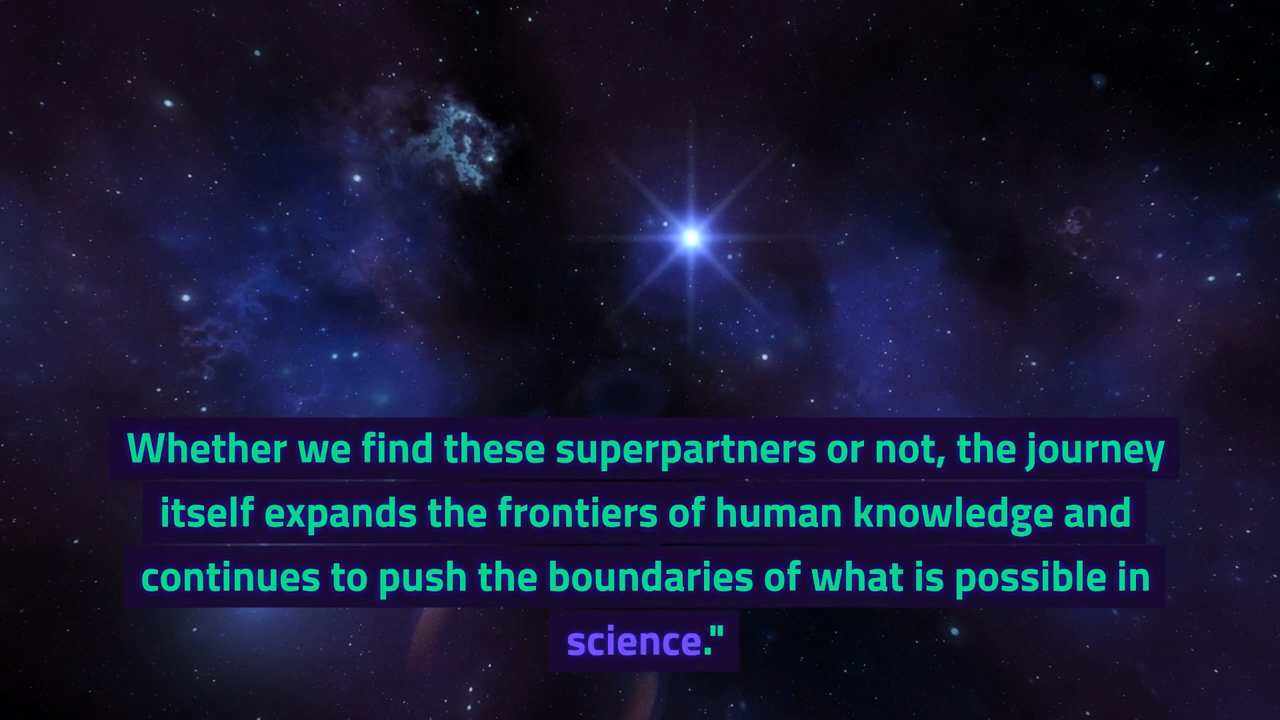 Whether we find these superpartners or not, the journey
itself expands the frontiers of human knowledge and
continues to push the boundaries of what is possible in
science."